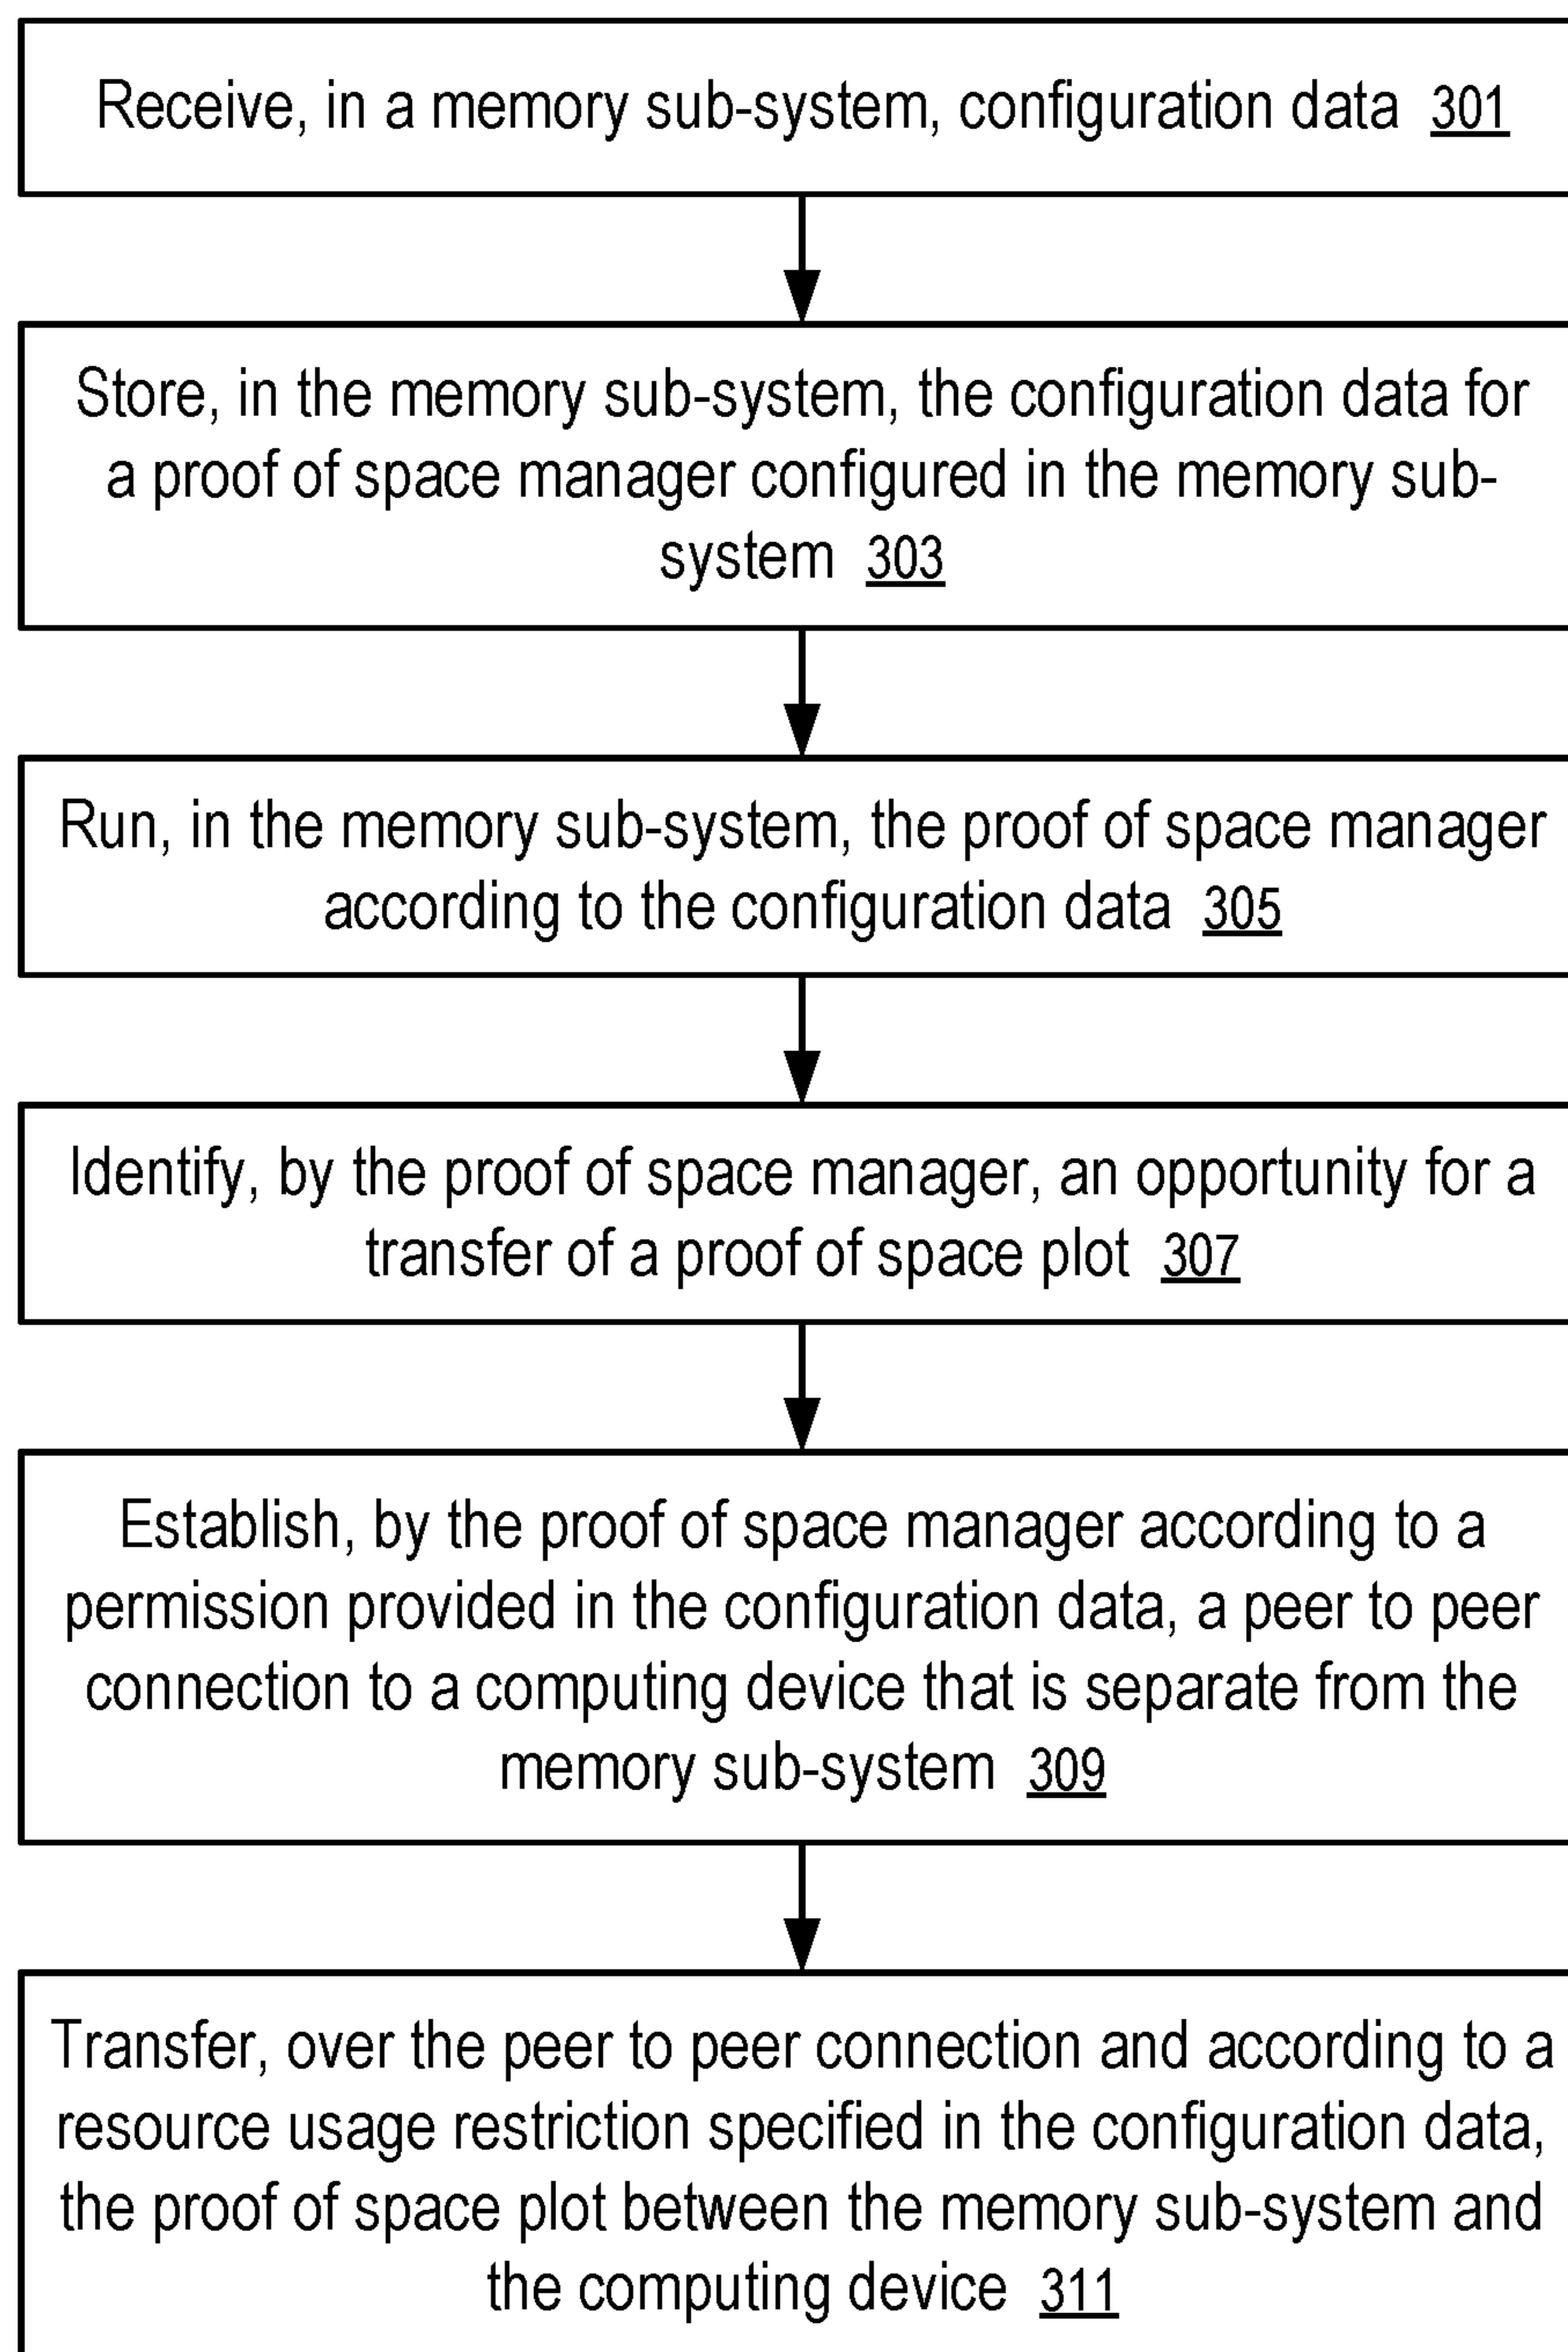 Receive, in a memory sub-system, configuration data 301
Store, in the memory sub-system, the configuration data for
a proof of space manager configured in the memory sub-
system 303
Run, in the memory sub-system, the proof of space manager
according to the configuration data 305
Identify, by the proof of space manager, an opportunity for a
transfer of a proof of space plot 307
Establish, by the proof of space manager according to a
permission provided in the configuration data, a peer to peer
connection to a computing device that is separate from the
memory sub-system 309
Transfer, over the peer to peer connection and according to a
resource usage restriction specified in the configuration data,
the proof of space plot between the memory sub-system and
the computing device 311